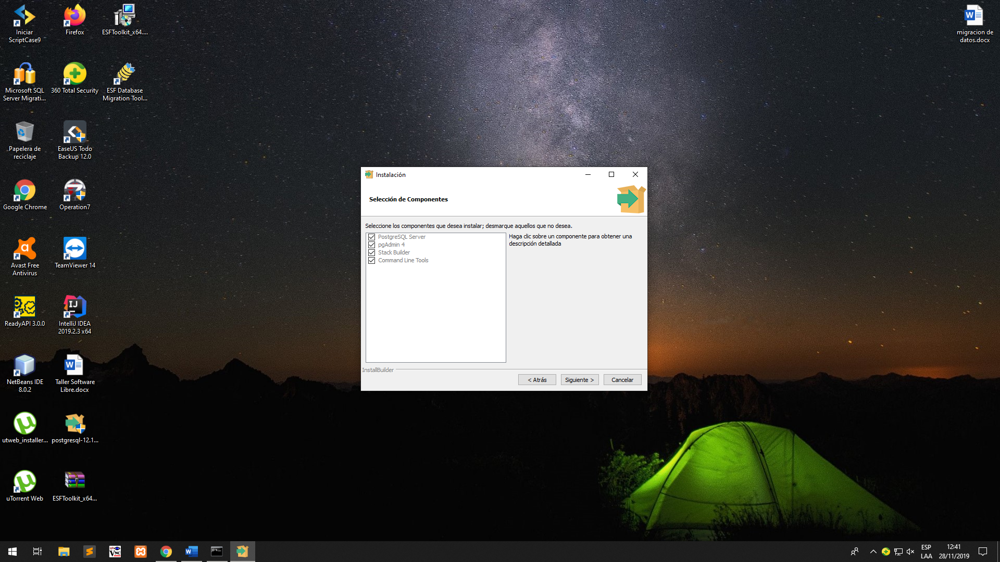 Iniciar
ScriptCase9
Firefox
ESFToolkit_x64....
migracion de
datos.docx
Microsoft SQL
Server Migrati...
360 Total Security
ESF Database
Migration Tool...
Papelera de
reciclaje
EaseUS Todo
Backup 12.0
Google Chrome
Operation7
Avast Free
Antivirus
TeamViewer 14
ReadyAPI 3.0.0
IntelliJ IDEA
2019.2.3 x64
NetBeans IDE
8.0.2
Taller Software
Libre.docx
utweb_installer...
postgresql-12.1...
uTorrent Web
ESFToolkit_x64...
Instalación
Selección de Componentes
Seleccione los componentes que desea instalar; desmarque aquellos que no desea.
PostgreSQL Server
pgAdmin 4
Stack Builder
Command Line Tools
Haga clic sobre un componente para obtener una
descripción detallada
InstallBuilder
< Atrás
Siguiente >
Cancelar
ESP
LAA
12:41
28/11/2019